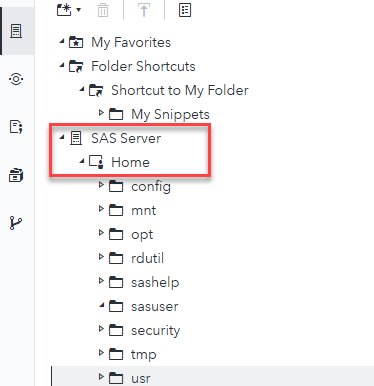 My Favorites
Folder Shortcuts
Shortcut to My Folder
My Snippets
SAS Server
Home
config
mnt
opt
rdutil
sashelp
sasuser
security
tmp
usr